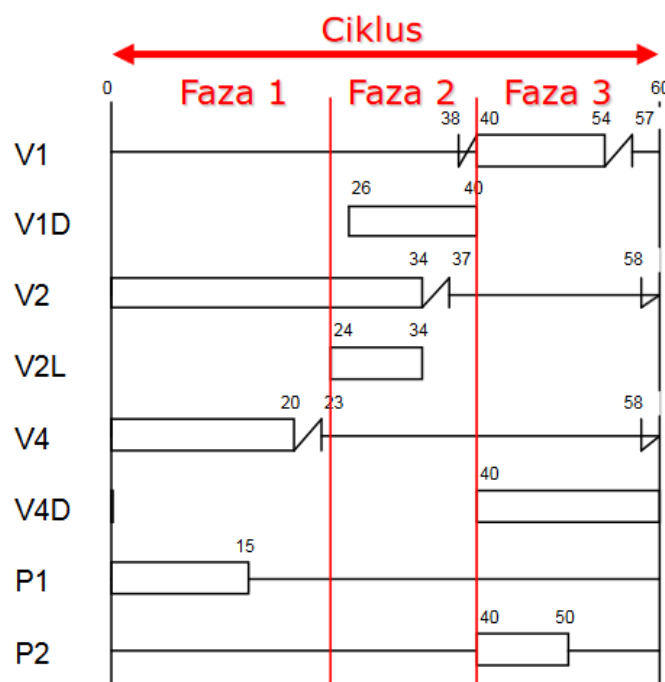 Ciklus
0 Faza 1 Faza 2 Faza 3 60
V1 38 40 54 57
V1D 26 40
V2 34 37 58
V2L 24 34
V4 20 23 58
V4D 40
P1 15
P2 40 50